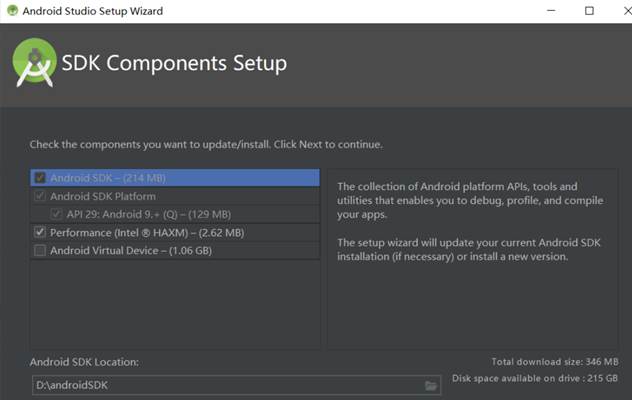 Android Studio Setup Wizard
SDK Components Setup
Check the components you want to update/install. Click Next to continue.
Android SDK – (214 MB)
Android SDK Platform
API 29: Android 9.+ (Q) – (129 MB)
Performance (Intel ® HAXM) – (2.62 MB)
Android Virtual Device – (1.06 GB)
The collection of Android platform APIs, tools and
utilities that enables you to debug, profile, and compile
your apps.
The setup wizard will update your current Android SDK
installation (if necessary) or install a new version.
Android SDK Location:
D:\androidSDK
Total download size: 346 MB
Disk space available on drive : 215 GB